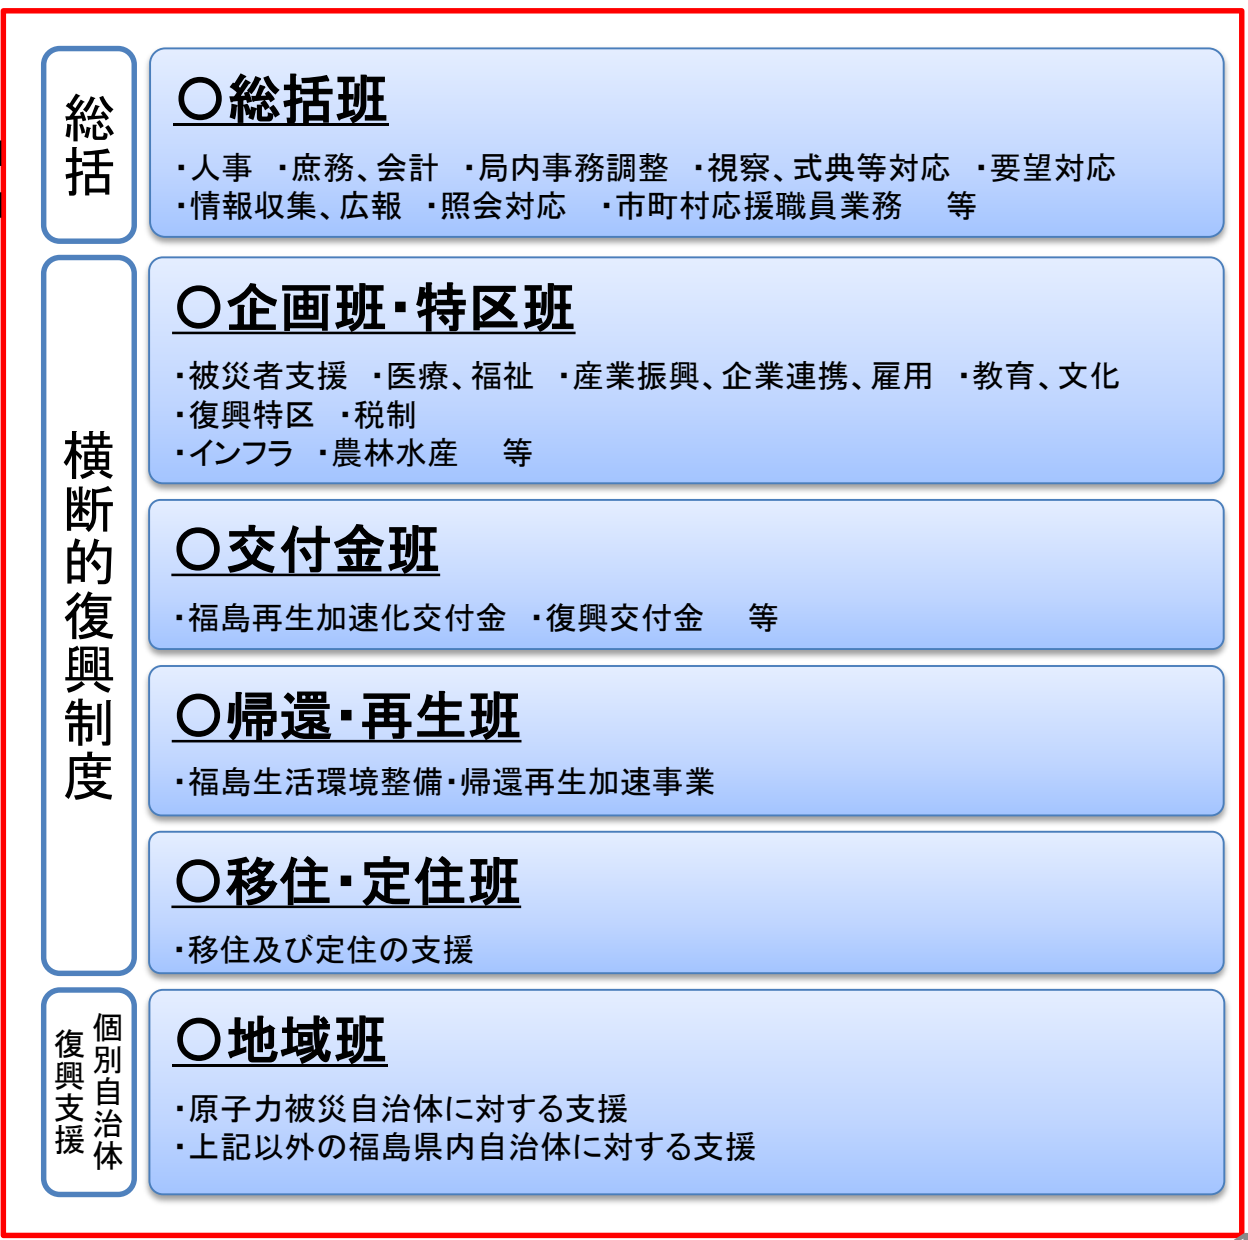 総括
〇総括班
・人事　・庶務、会計　・局内事務調整　・視察、式典等対応　・要望対応
・情報収集、広報　・照会対応　・市町村応援職員業務　等
横断的復興制度
〇企画班・特区班
・被災者支援　・医療、福祉　・産業振興、企業連携、雇用　・教育、文化
・復興特区　・税制
・インフラ　・農林水産　等
〇交付金班
・福島再生加速化交付金　・復興交付金　等
〇帰還・再生班
・福島生活環境整備・帰還再生加速事業
〇移住・定住班
・移住及び定住の支援
個別自治体
復興支援
〇地域班
・原子力被災自治体に対する支援
・上記以外の福島県内自治体に対する支援